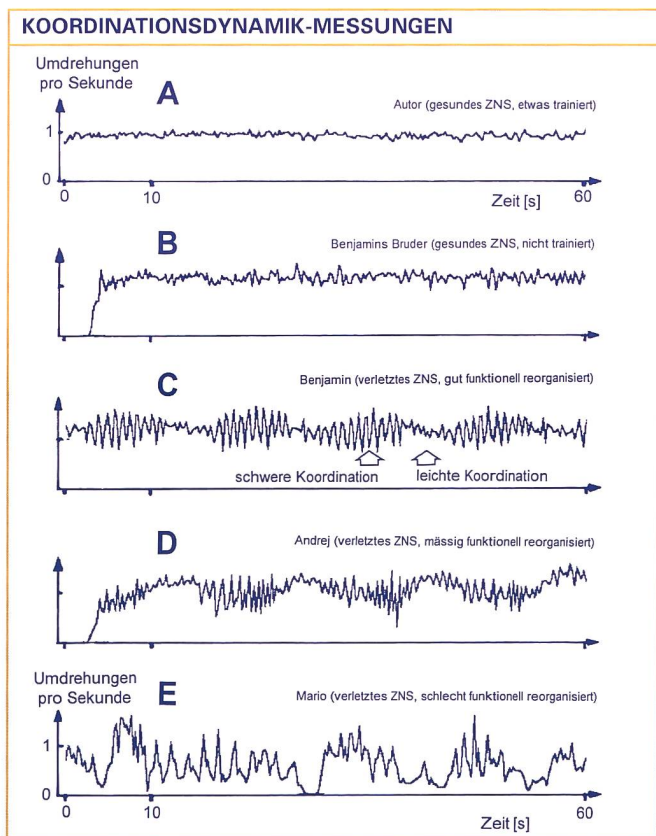 KOORDINATIONSDYNAMIK-MESSUNGEN
Umdrehungen
pro Sekunde
A
Autor (gesundes ZNS, etwas trainiert)
1
0
0
10
Zeit [s]
60
B
Benjamins Bruder (gesundes ZNS, nicht trainiert)
C
Benjamin (verletztes ZNS, gut funktionell reorganisiert)
schwere Koordination
leichte Koordination
D
Andrej (verletztes ZNS, mässig funktionell reorganisiert)
Umdrehungen
pro Sekunde
E
Mario (verletztes ZNS, schlecht funktionell reorganisiert)
1
0
0
10
Zeit [s]
60